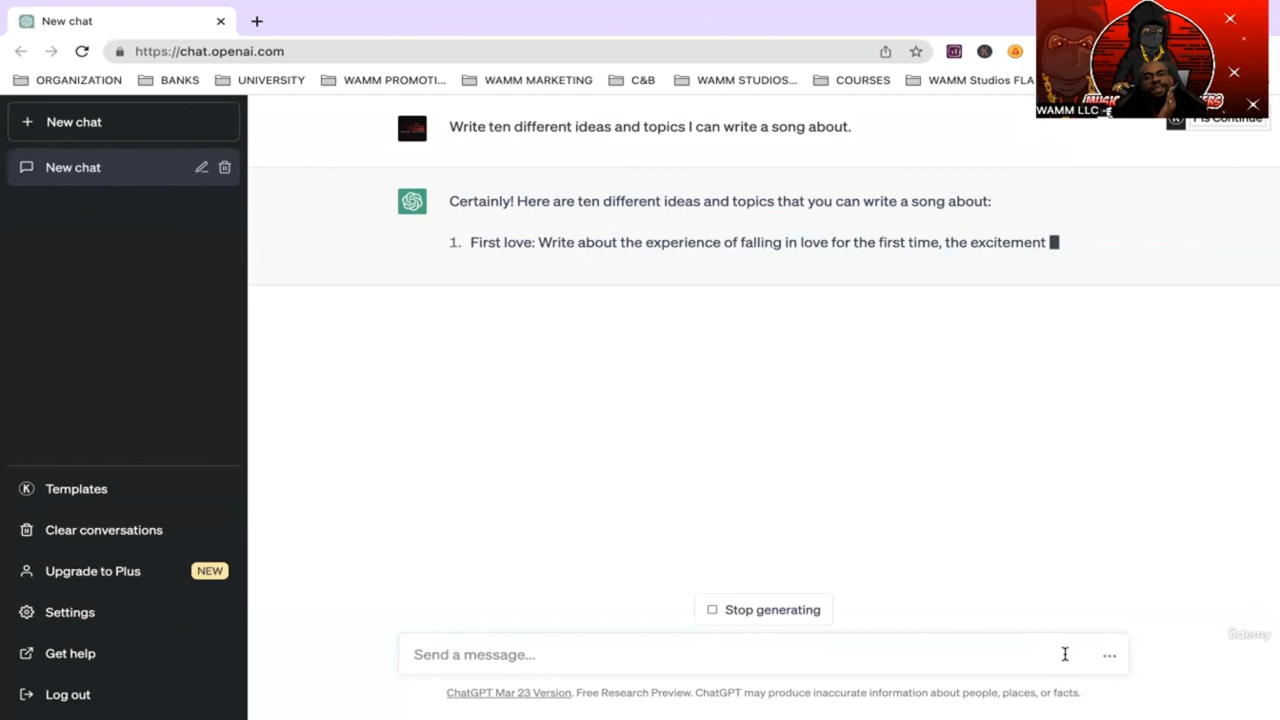 New chat
https://chat.openai.com
ORGANIZATION
BANKS
UNIVERSITY
WAMM PROMOTI...
WAMM MARKETING
C&B
WAMM STUDIOS...
COURSES
WAMM Studios FLA
WAMM LLC
New chat
New chat
Write ten different ideas and topics I can write a song about.
Certainly! Here are ten different ideas and topics that you can write a song about:
1. First love: Write about the experience of falling in love for the first time, the excitement
Templates
Clear conversations
Upgrade to Plus
NEW
Settings
Get help
Log out
Stop generating
Send a message...
ChatGPT Mar 23 Version. Free Research Preview. ChatGPT may produce inaccurate information about people, places, or facts.
ûdemy